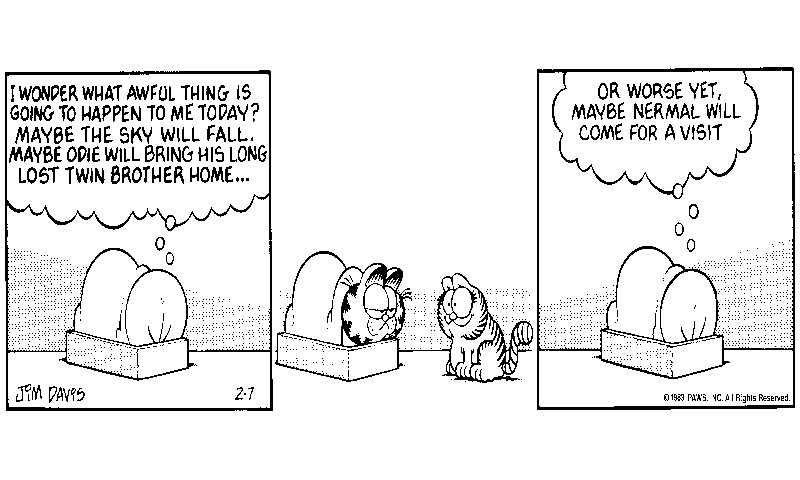 I WONDER WHAT AWFUL THING IS
GOING TO HAPPEN TO ME TODAY?
MAYBE THE SKY WILL FALL.
MAYBE ODIE WILL BRING HIS LONG
LOST TWIN BROTHER HOME...
JIM DAVIS
2-7
OR WORSE YET,
MAYBE NERMAL WILL
COME FOR A VISIT
©1983 PAWS, INC. All Rights Reserved.